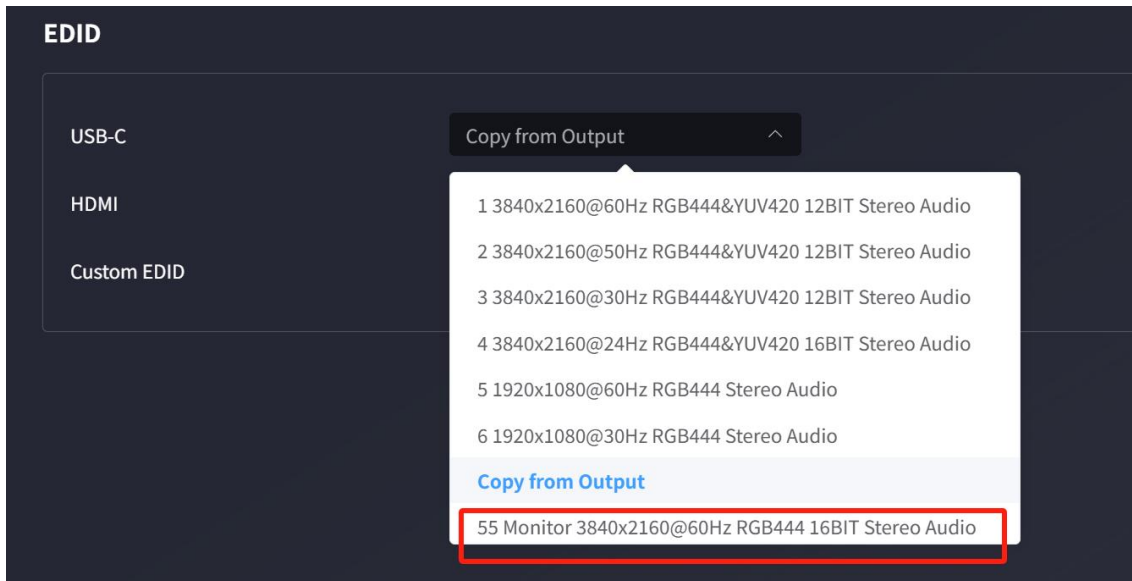 EDID
USB-C
Copy from Output
HDMI
Custom EDID
1 3840x2160@60Hz RGB444&YUV420 12BIT Stereo Audio
2 3840x2160@50Hz RGB444&YUV420 12BIT Stereo Audio
3 3840x2160@30Hz RGB444&YUV420 12BIT Stereo Audio
4 3840x2160@24Hz RGB444&YUV420 16BIT Stereo Audio
5 1920x1080@60Hz RGB444 Stereo Audio
6 1920x1080@30Hz RGB444 Stereo Audio
Copy from Output
55 Monitor 3840x2160@60Hz RGB444 16BIT Stereo Audio